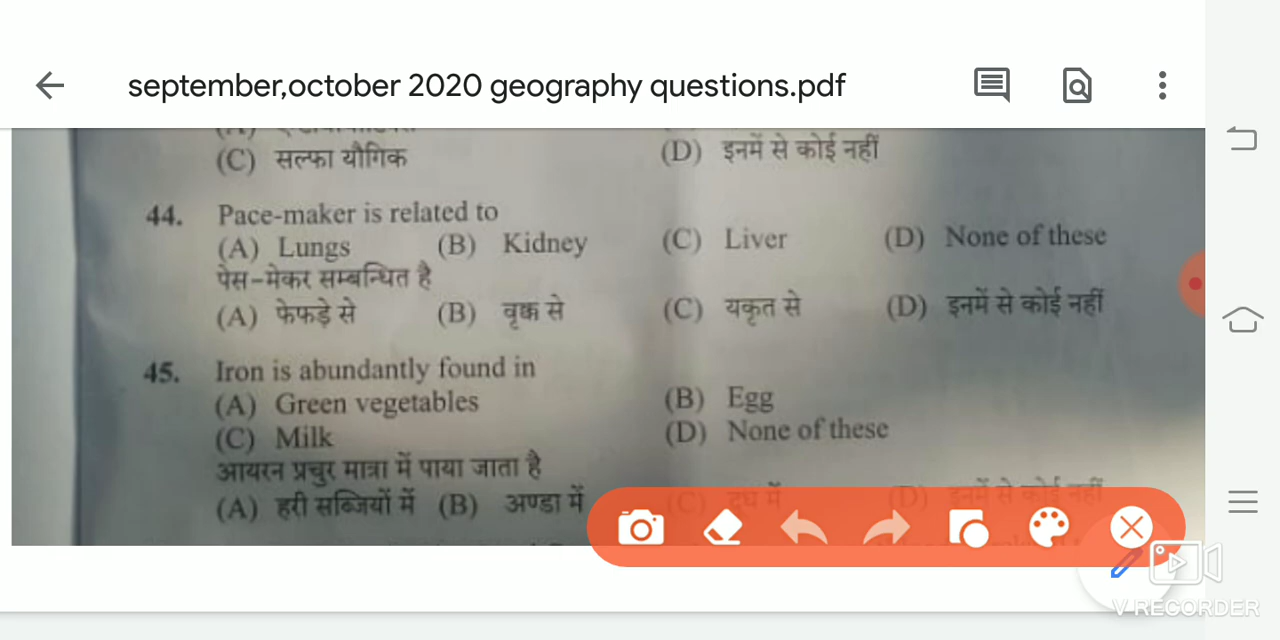 september,october 2020 geography questions.pdf
(C) सल्फा यौगिक (D) इनमें से कोई नहीं
44. Pace-maker is related to
(A) Lungs (B) Kidney (C) Liver (D) None of these
पेस-मेकर सम्बन्धित है
(A) फेफड़े से (B) वृक्क से (C) यकृत से (D) इनमें से कोई नहीं
45. Iron is abundantly found in
(A) Green vegetables (B) Egg
(C) Milk (D) None of these
आयरन प्रचुर मात्रा में पाया जाता है
(A) हरी सब्जियों में (B) अण्डा में (C) दूध में (D) इनमें से कोई नहीं
V RECORDER